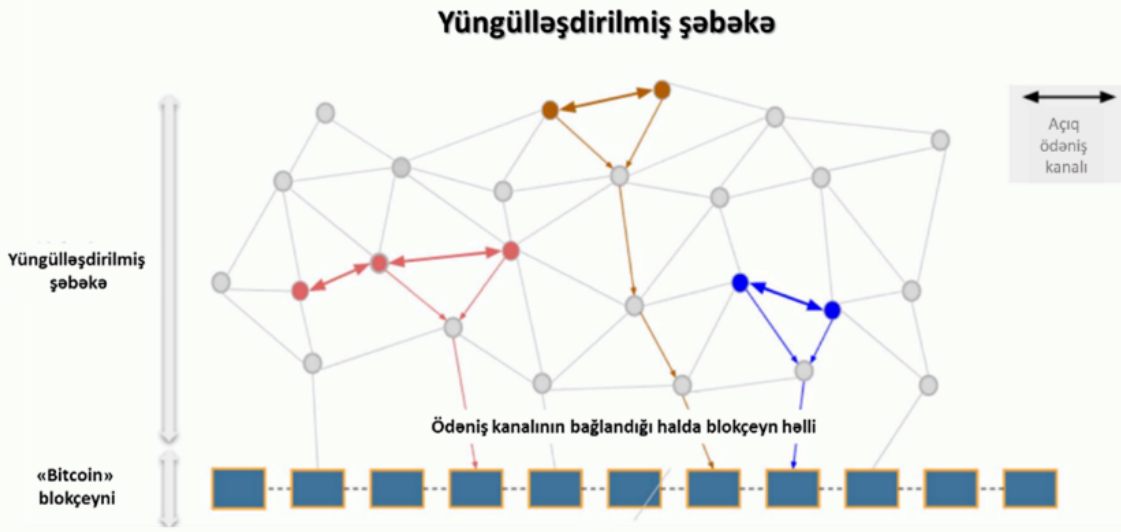 Yüngülləşdirilmiş şəbəkə
Açıq
ödəniş
kanalı
Yüngülləşdirilmiş
şəbəkə
Ödəniş kanalının bağlandığı halda blokçeyn həlli
«Bitcoin»
blokçeyni